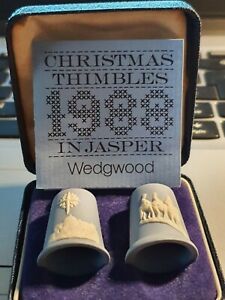 CHRISTMAS
THIMBLES
1988
IN JASPER
Wedgwood